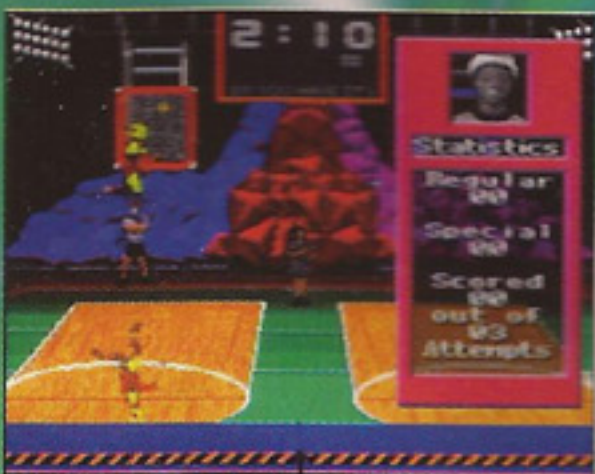 2:10
Statistics
Regular
00
Special
00
Scored
00
out of
03
Attempts